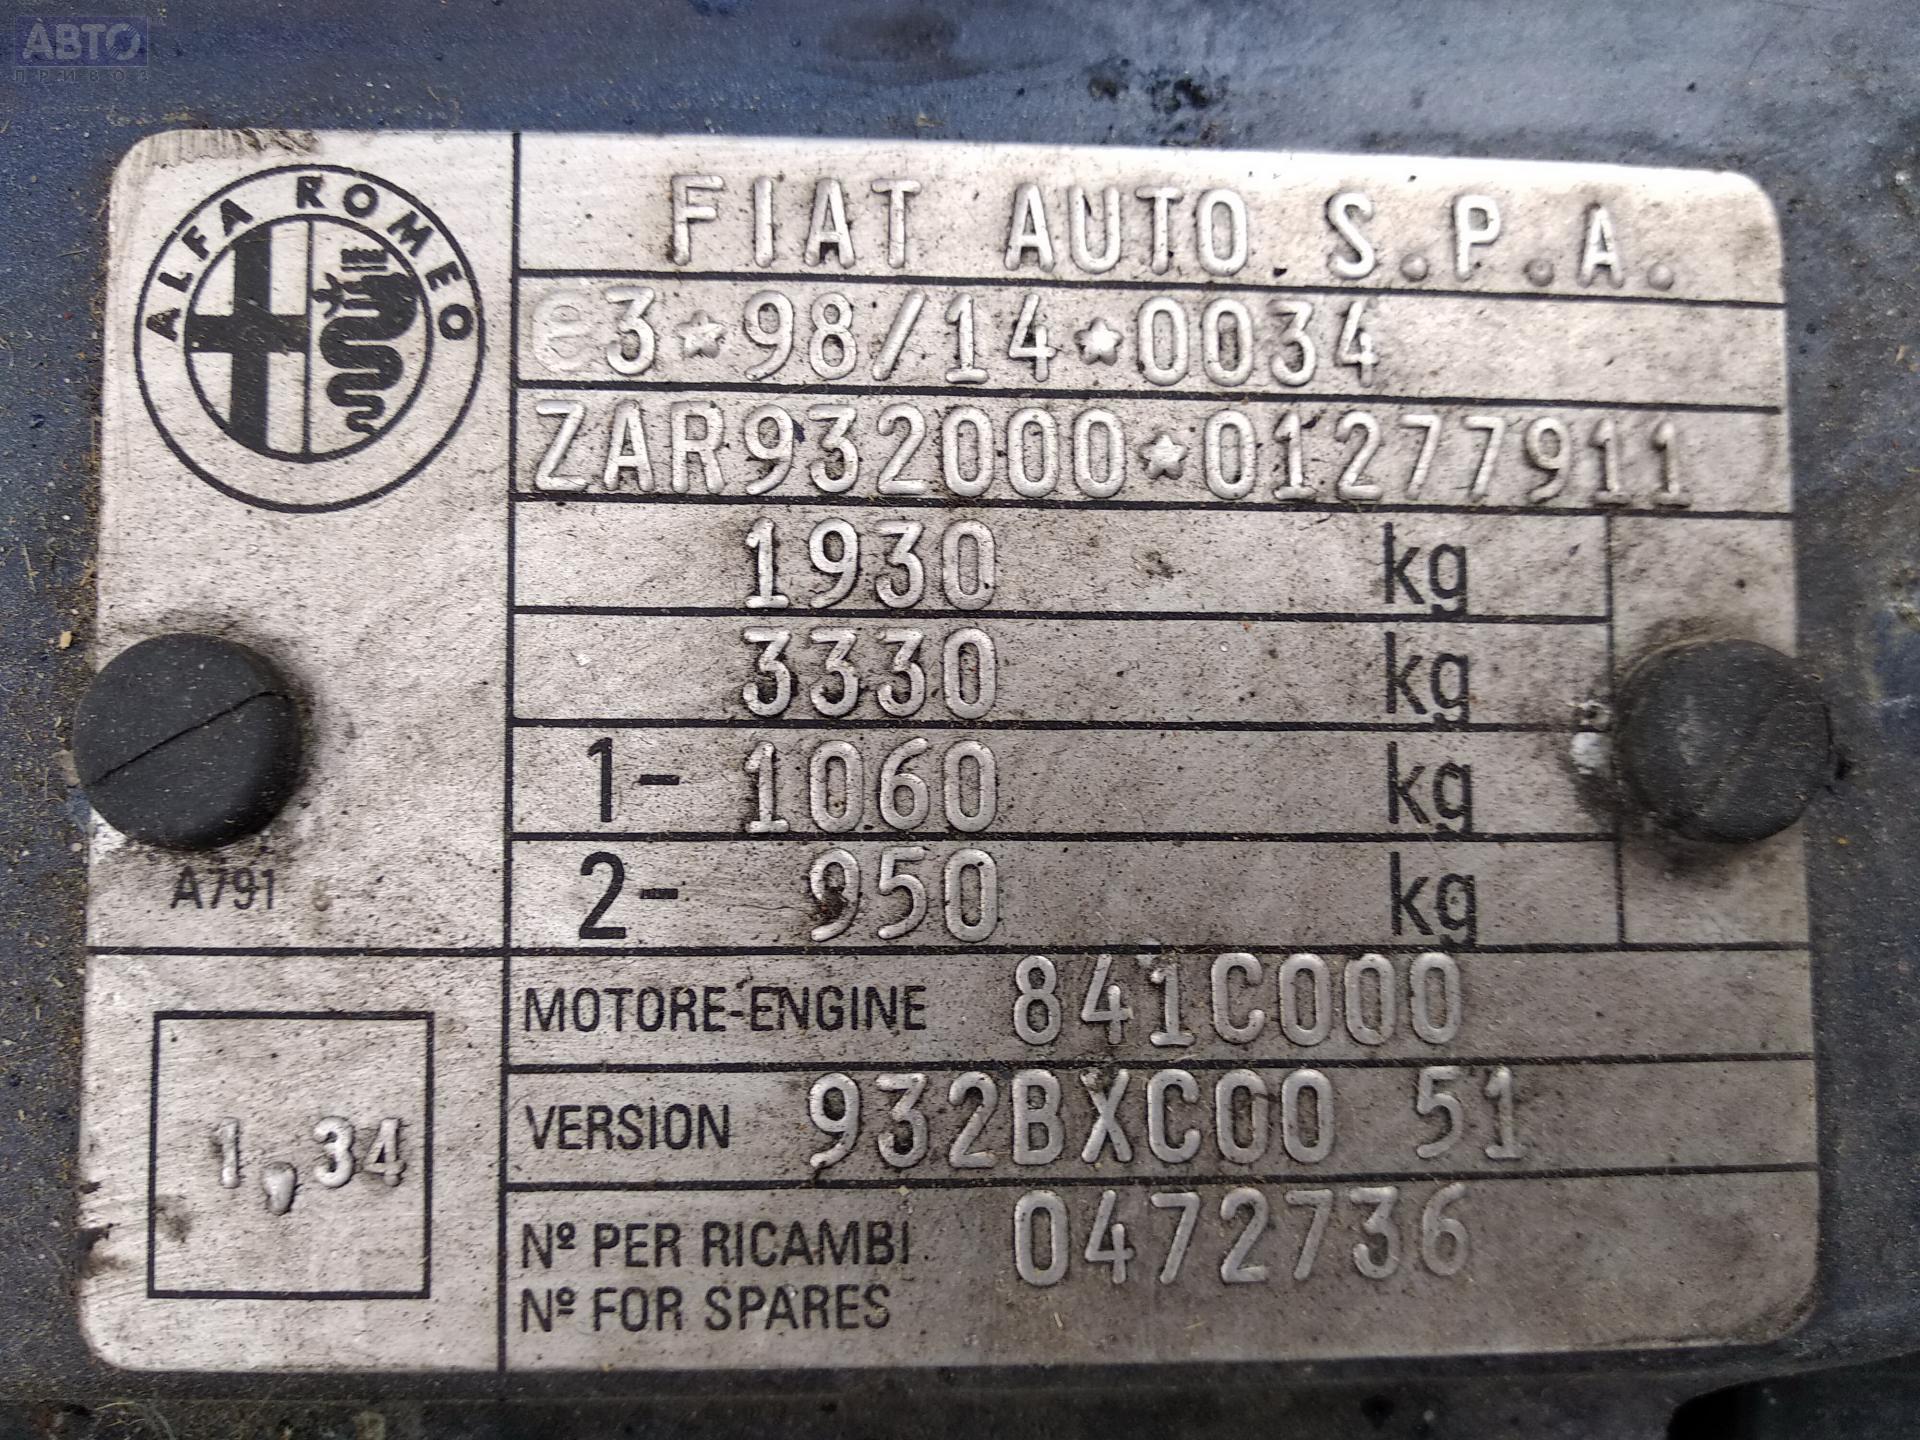 АВТО
ПРИВОЗ
ALFA ROMEO
FIAT AUTO S.P.A.
e3*98/14*0034
ZAR932000*01277911
1930 kg
3330 kg
1- 1060 kg
2- 950 kg
A791
MOTORE-ENGINE 841C000
VERSION 932BXC00 51
1,34
Nº PER RICAMBI 0472736
Nº FOR SPARES